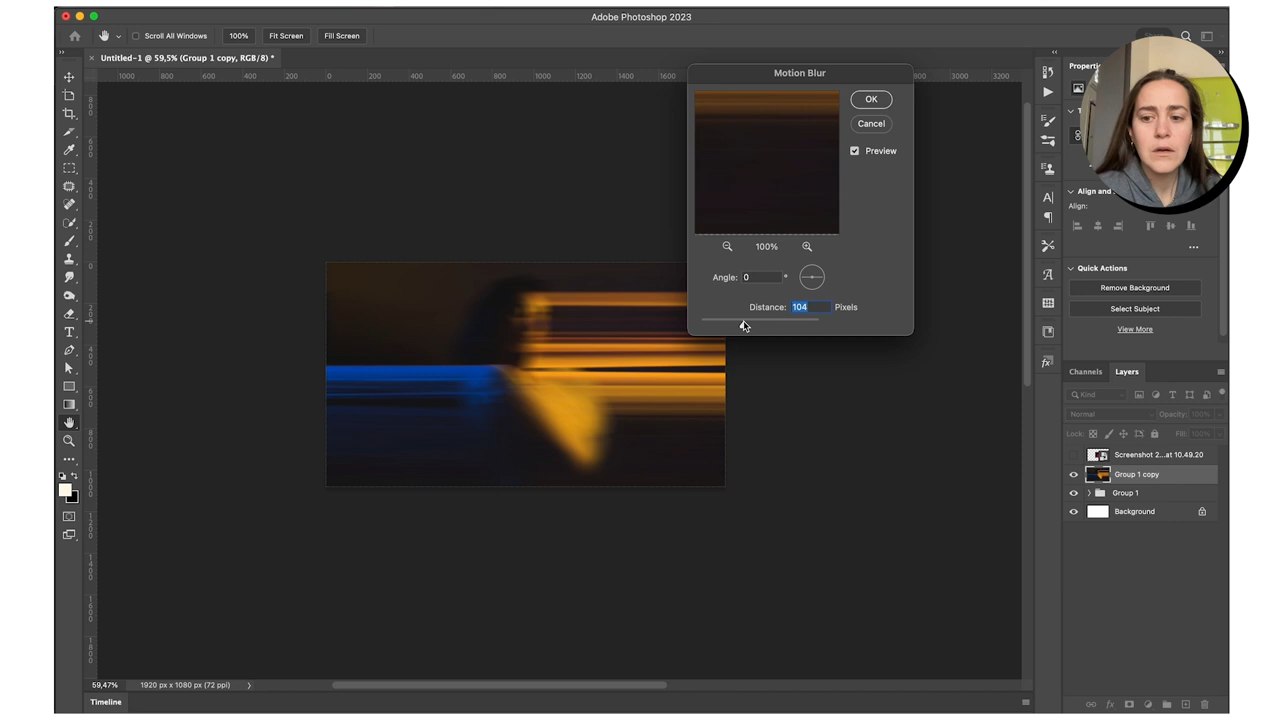 Adobe Photoshop 2023
Scroll All Windows
100%
Fit Screen
Fill Screen
Untitled-1 @ 59,5% (Group 1 copy, RGB/8) *
1000
800
600
400
200
0
200
400
600
800
1000
1200
1400
1600
3000
3200
Motion Blur
OK
Cancel
Preview
100%
Angle: 0 °
Distance: 104 Pixels
Align and
Align:
Quick Actions
Remove Background
Select Subject
View More
Channels
Layers
Kind
Normal
Opacity: 100%
Lock:
Fill: 100%
Screenshot 2...at 10.49.20
Group 1 copy
Group 1
Background
59,47%
1920 px x 1080 px (72 ppi)
Timeline